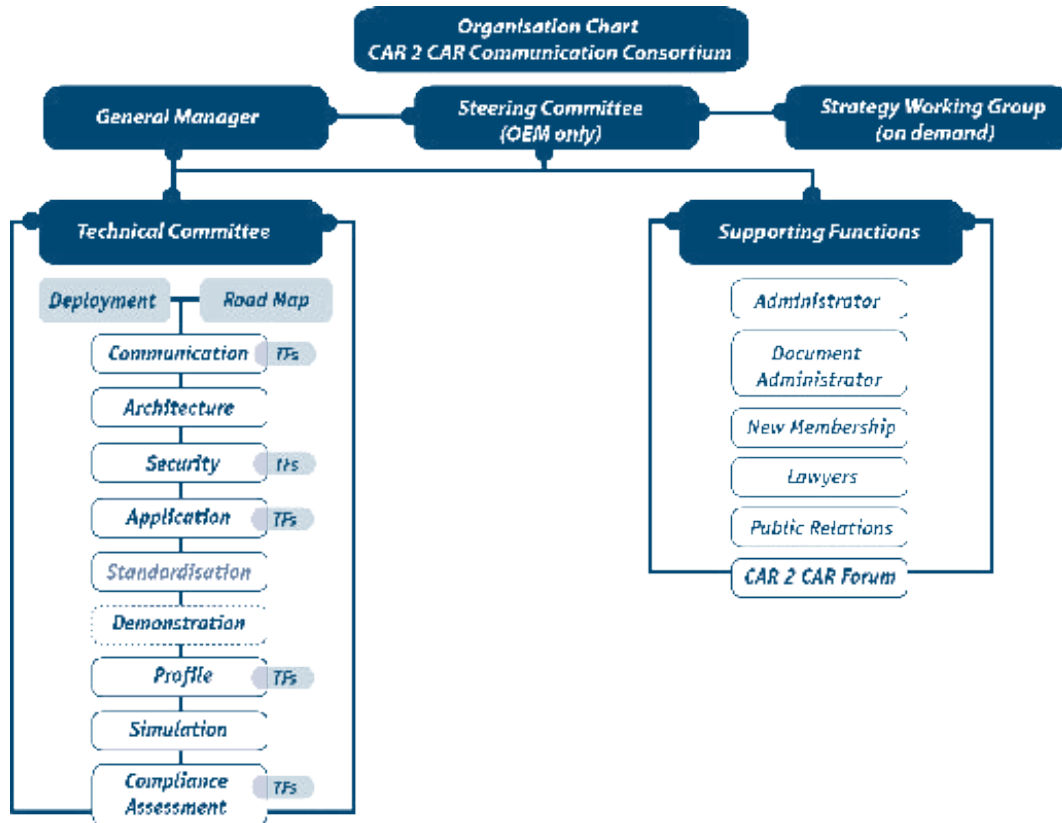 Organisation Chart
CAR 2 CAR Communication Consortium
General Manager
Steering Committee
(OEM only)
Strategy Working Group
(on demand)
Technical Committee
Supporting Functions
Deployment
Road Map
Communication
TFs
Architecture
Security
TFs
Application
TFs
Standardisation
Demonstration
Profile
TFs
Simulation
Compliance
Assessment
TFs
Administrator
Document
Administrator
New Membership
Lawyers
Public Relations
CAR 2 CAR Forum